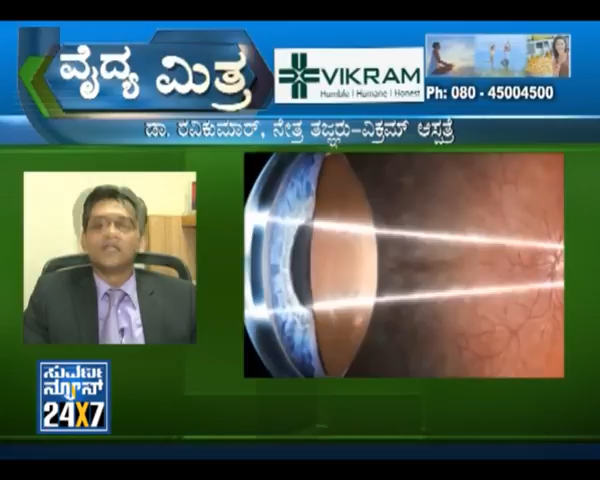 ವೈದ್ಯ ಮಿತ್ರ
VIKRAM
Humble | Humane | Honest
Ph: 080 - 45004500
ಡಾ. ರವಿಕುಮಾರ್, ನೇತ್ರ ತಜ್ಞರು-ವಿಕ್ರಮ್ ಆಸ್ಪತ್ರೆ
ಸುವರ್ಣ
ನ್ಯೂಸ್
24X7